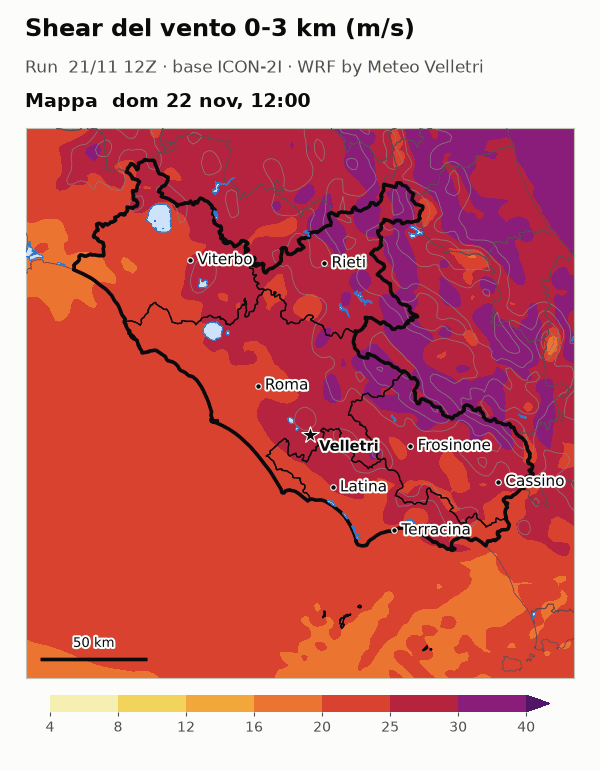 Shear del vento 0-3 km (m/s)
Run  21/11 12Z · base ICON-2I · WRF by Meteo Velletri
Mappa  dom 22 nov, 12:00
Viterbo
Rieti
Roma
Velletri
Frosinone
Latina
Cassino
Terracina
50 km
4 8 12 16 20 25 30 40